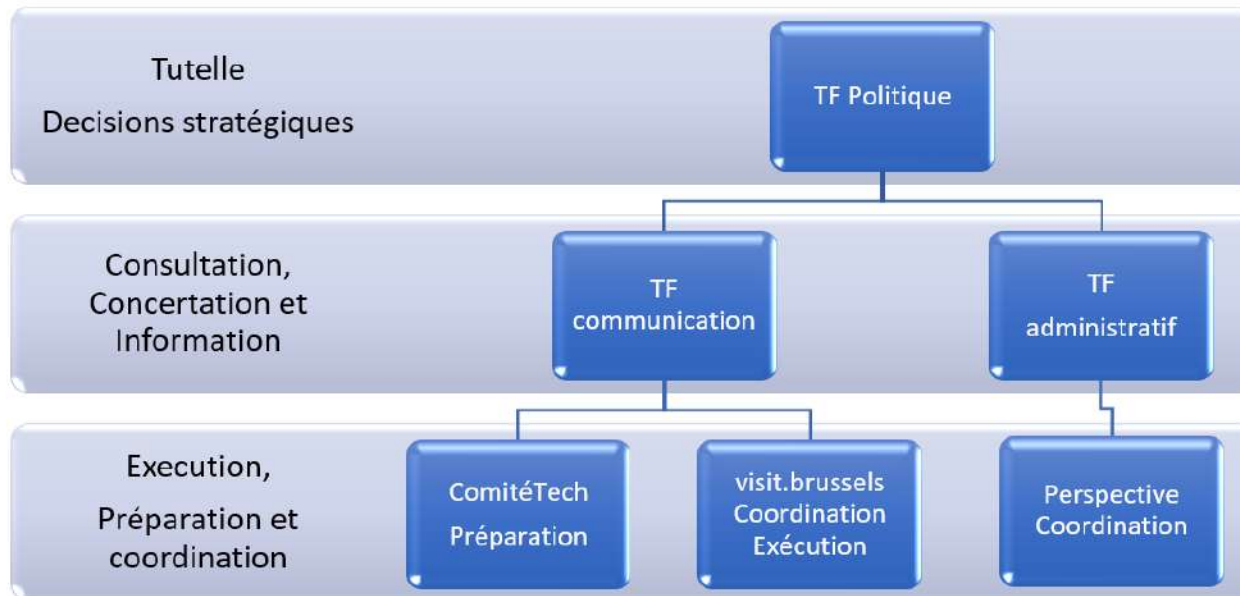 Tutelle
Decisions stratégiques
TF Politique
Consultation,
Concertation et
Information
TF
communication
TF
administratif
Execution,
Préparation et
coordination
ComitéTech
Préparation
visit.brussels
Coordination
Exécution
Perspective
Coordination